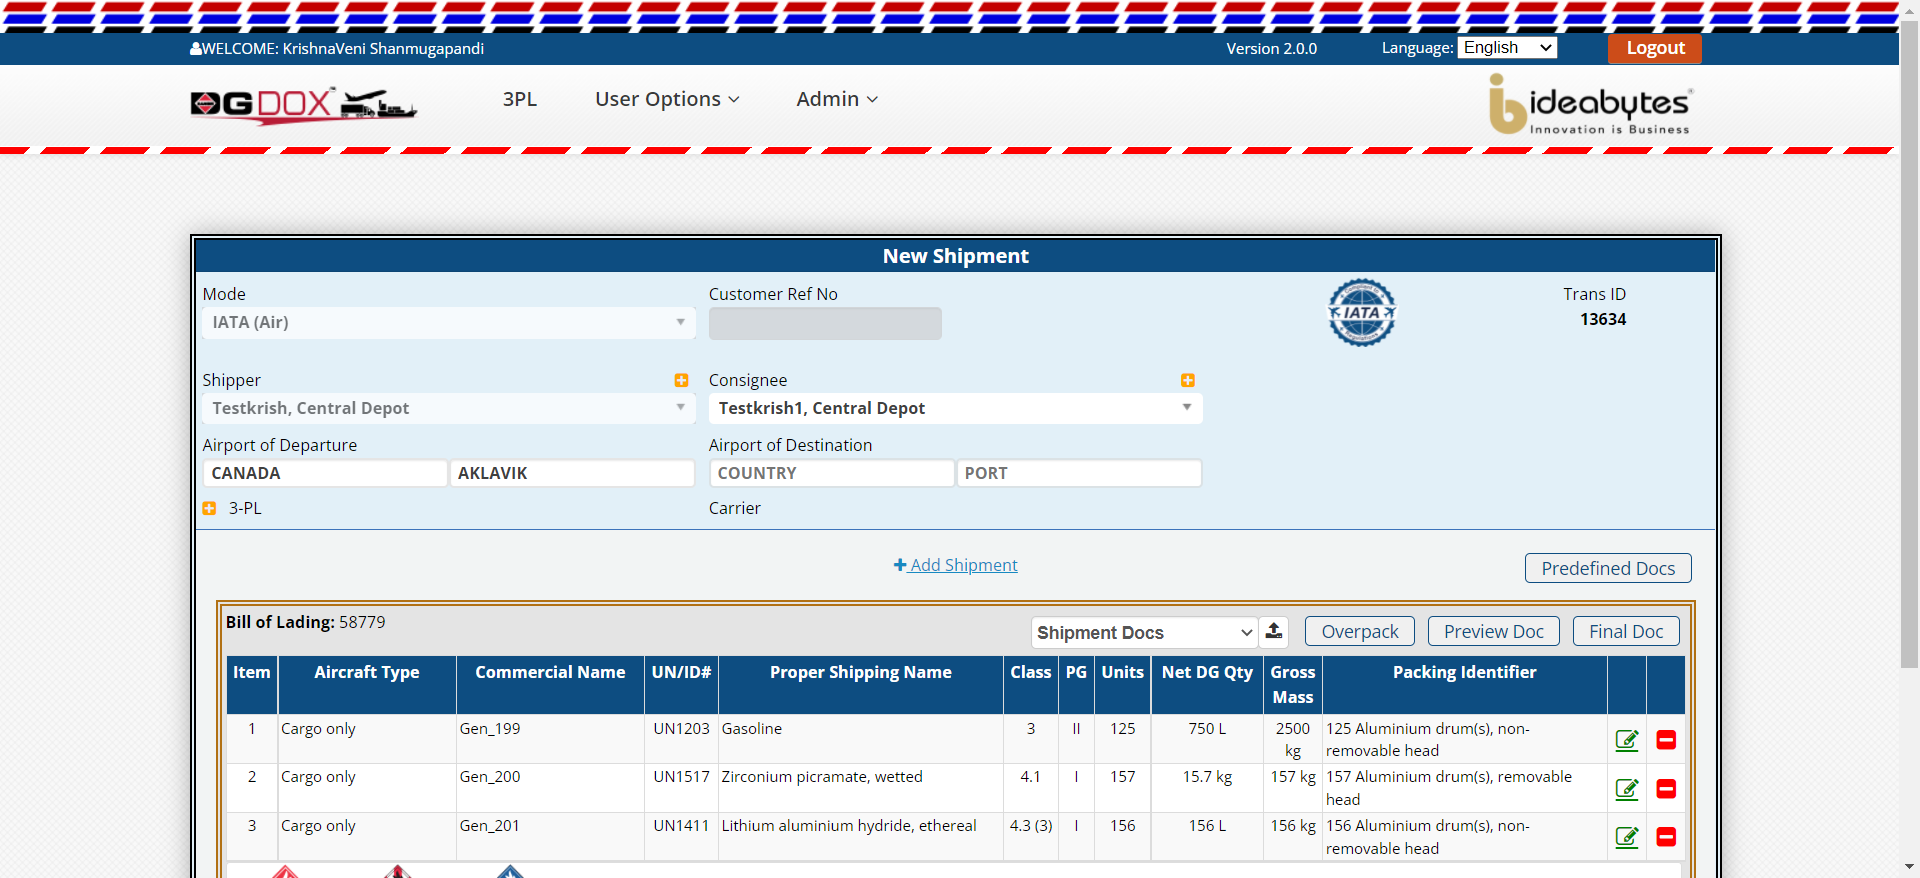 WELCOME: KrishnaVeni Shanmugapandi Version 2.0.0 Language: English Logout
DGDOX™ 3PL User Options Admin ideabytes®
Innovation is Business
New Shipment
Mode Customer Ref No Trans ID
IATA (Air) IATA 13634
Shipper Consignee
Testkrish, Central Depot Testkrish1, Central Depot
Airport of Departure Airport of Destination
CANADA AKLAVIK COUNTRY PORT
3-PL Carrier
Add Shipment Predefined Docs
Bill of Lading: 58779 Shipment Docs Overpack Preview Doc Final Doc
Item Aircraft Type Commercial Name UN/ID# Proper Shipping Name Class PG Units Net DG Qty Gross Mass Packing Identifier
1 Cargo only Gen_199 UN1203 Gasoline 3 II 125 750 L 2500 kg 125 Aluminium drum(s), non-
removable head
2 Cargo only Gen_200 UN1517 Zirconium picramate, wetted 4.1 I 157 15.7 kg 157 kg 157 Aluminium drum(s), removable
head
3 Cargo only Gen_201 UN1411 Lithium aluminium hydride, ethereal 4.3 (3) I 156 156 L 156 kg 156 Aluminium drum(s), non-
removable head